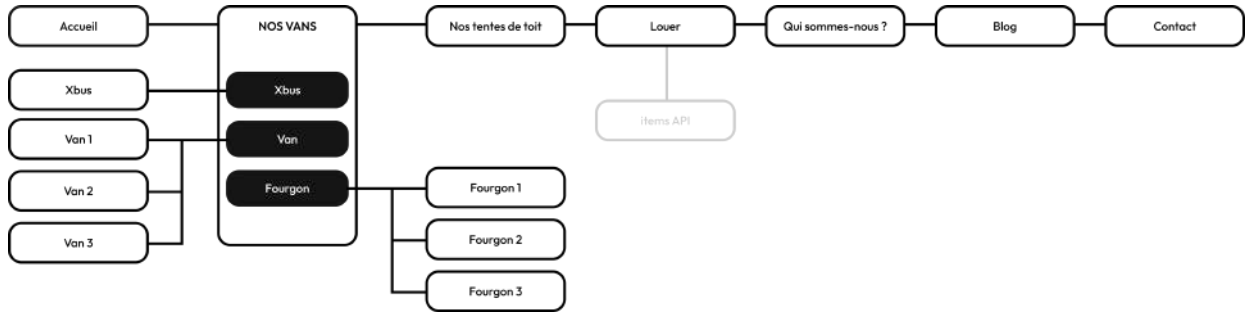 Accueil
NOS VANS
Nos tentes de toit
Louer
Qui sommes-nous ?
Blog
Contact
Xbus
Xbus
items API
Van 1
Van
Van 2
Fourgon
Fourgon 1
Van 3
Fourgon 2
Fourgon 3